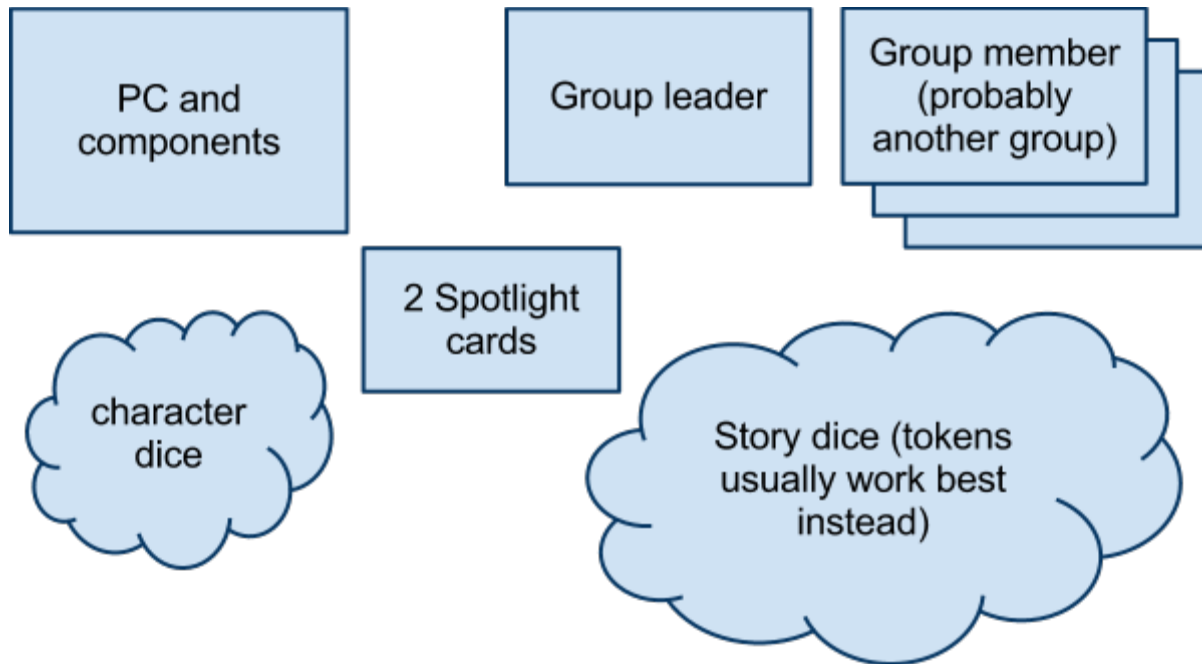 PC and
components
Group leader
Group member
(probably
another group)
2 Spotlight
cards
character
dice
Story dice (tokens
usually work best
instead)